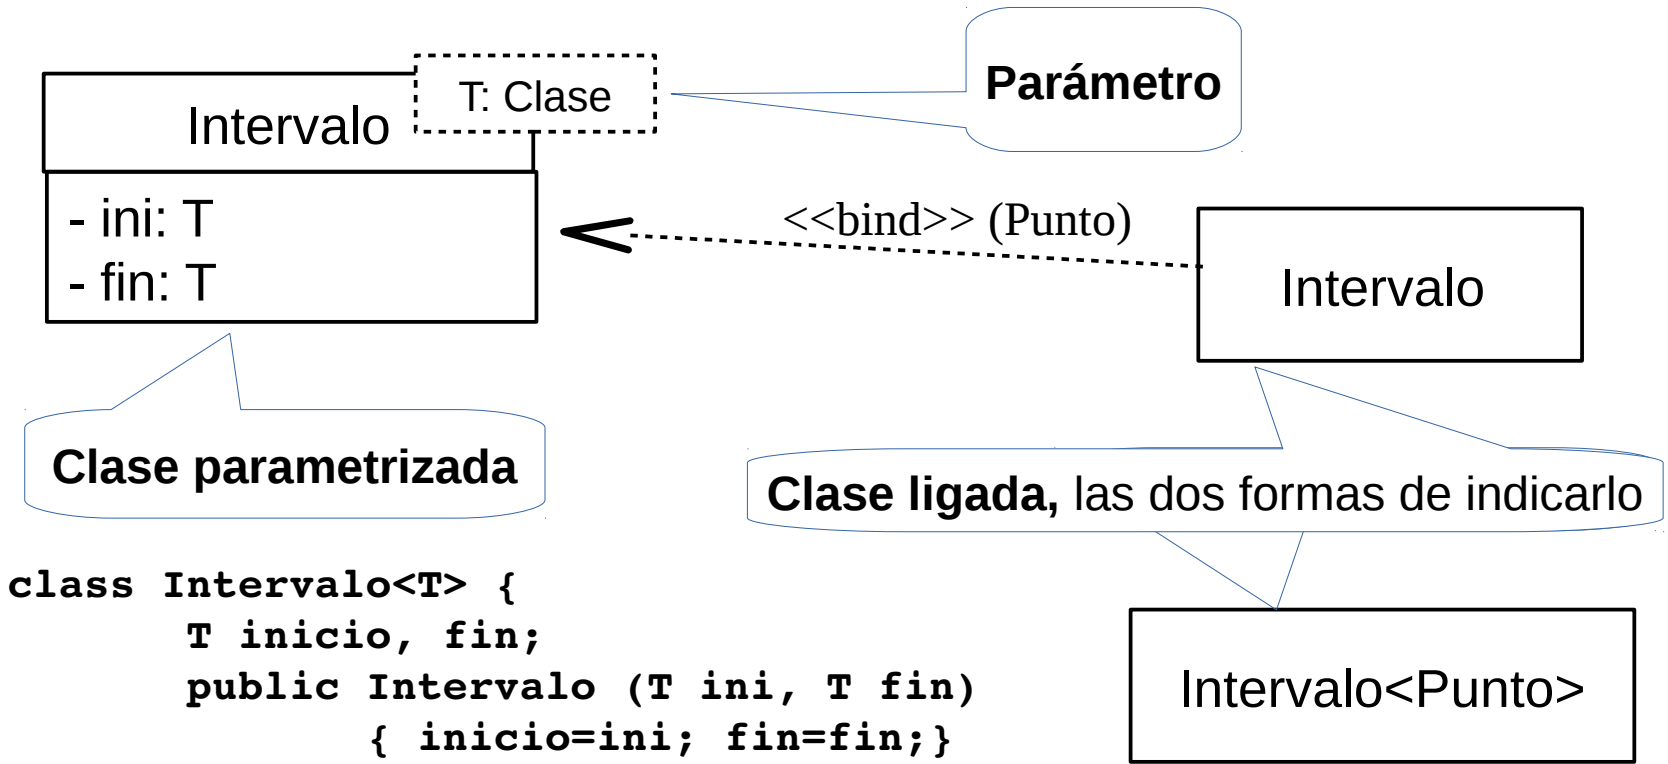 Parámetro
T: Clase
Intervalo
- ini: T
- fin: T
<<bind>> (Punto)
Intervalo
Clase parametrizada
Clase ligada, las dos formas de indicarlo
class Intervalo<T> {
T inicio, fin;
public Intervalo (T ini, T fin)
{ inicio=ini; fin=fin;}
Intervalo<Punto>